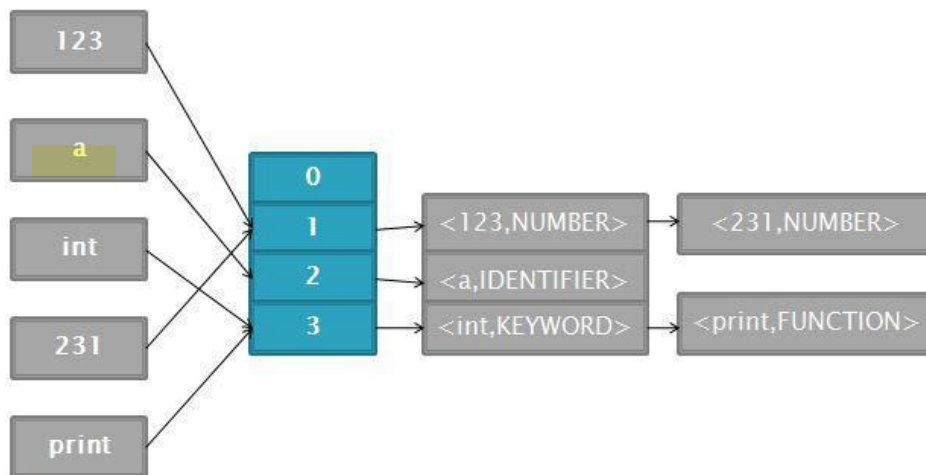 123
a
int
231
print
0
1
2
3
<123,NUMBER>
<231,NUMBER>
<a,IDENTIFIER>
<int,KEYWORD>
<print,FUNCTION>